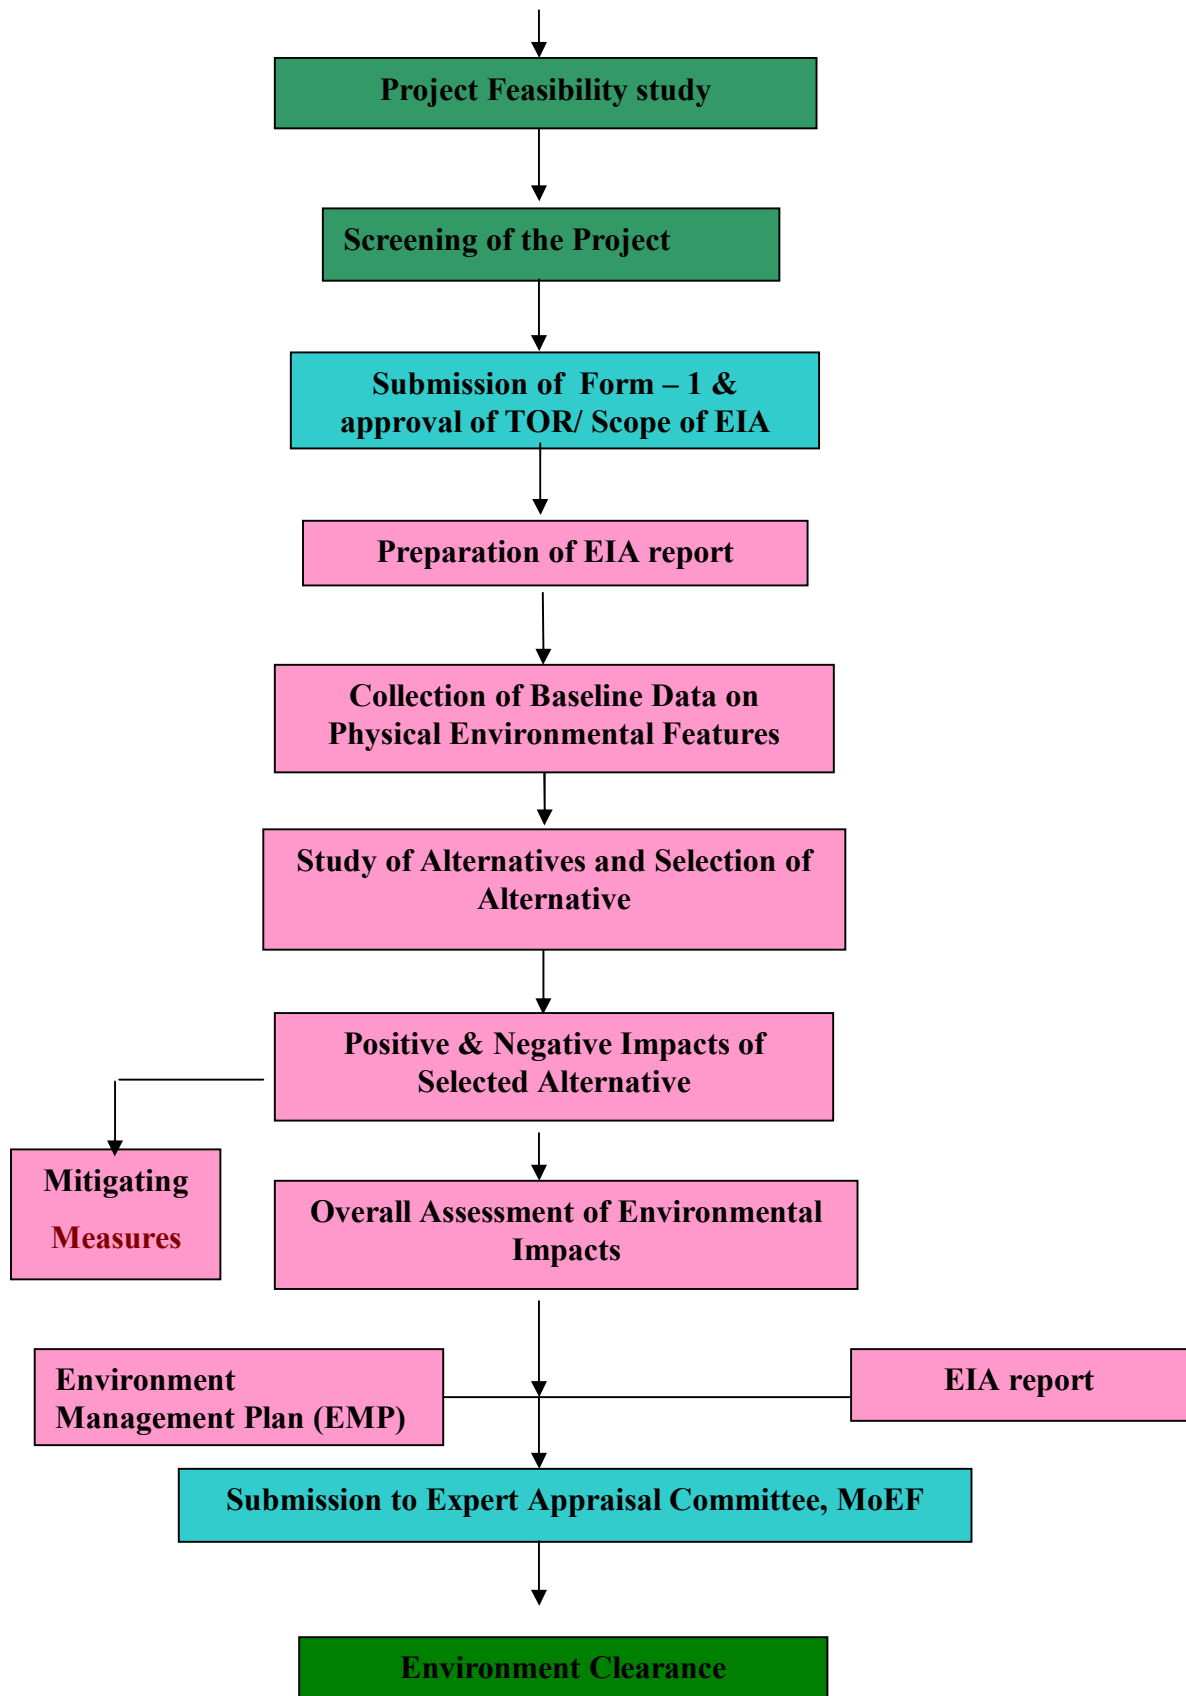 Project Feasibility study
Screening of the Project
Submission of Form – 1 &
approval of TOR/ Scope of EIA
Preparation of EIA report
Collection of Baseline Data on
Physical Environmental Features
Study of Alternatives and Selection of
Alternative
Positive & Negative Impacts of
Selected Alternative
Mitigating
Measures
Overall Assessment of Environmental
Impacts
Environment
Management Plan (EMP)
EIA report
Submission to Expert Appraisal Committee, MoEF
Environment Clearance